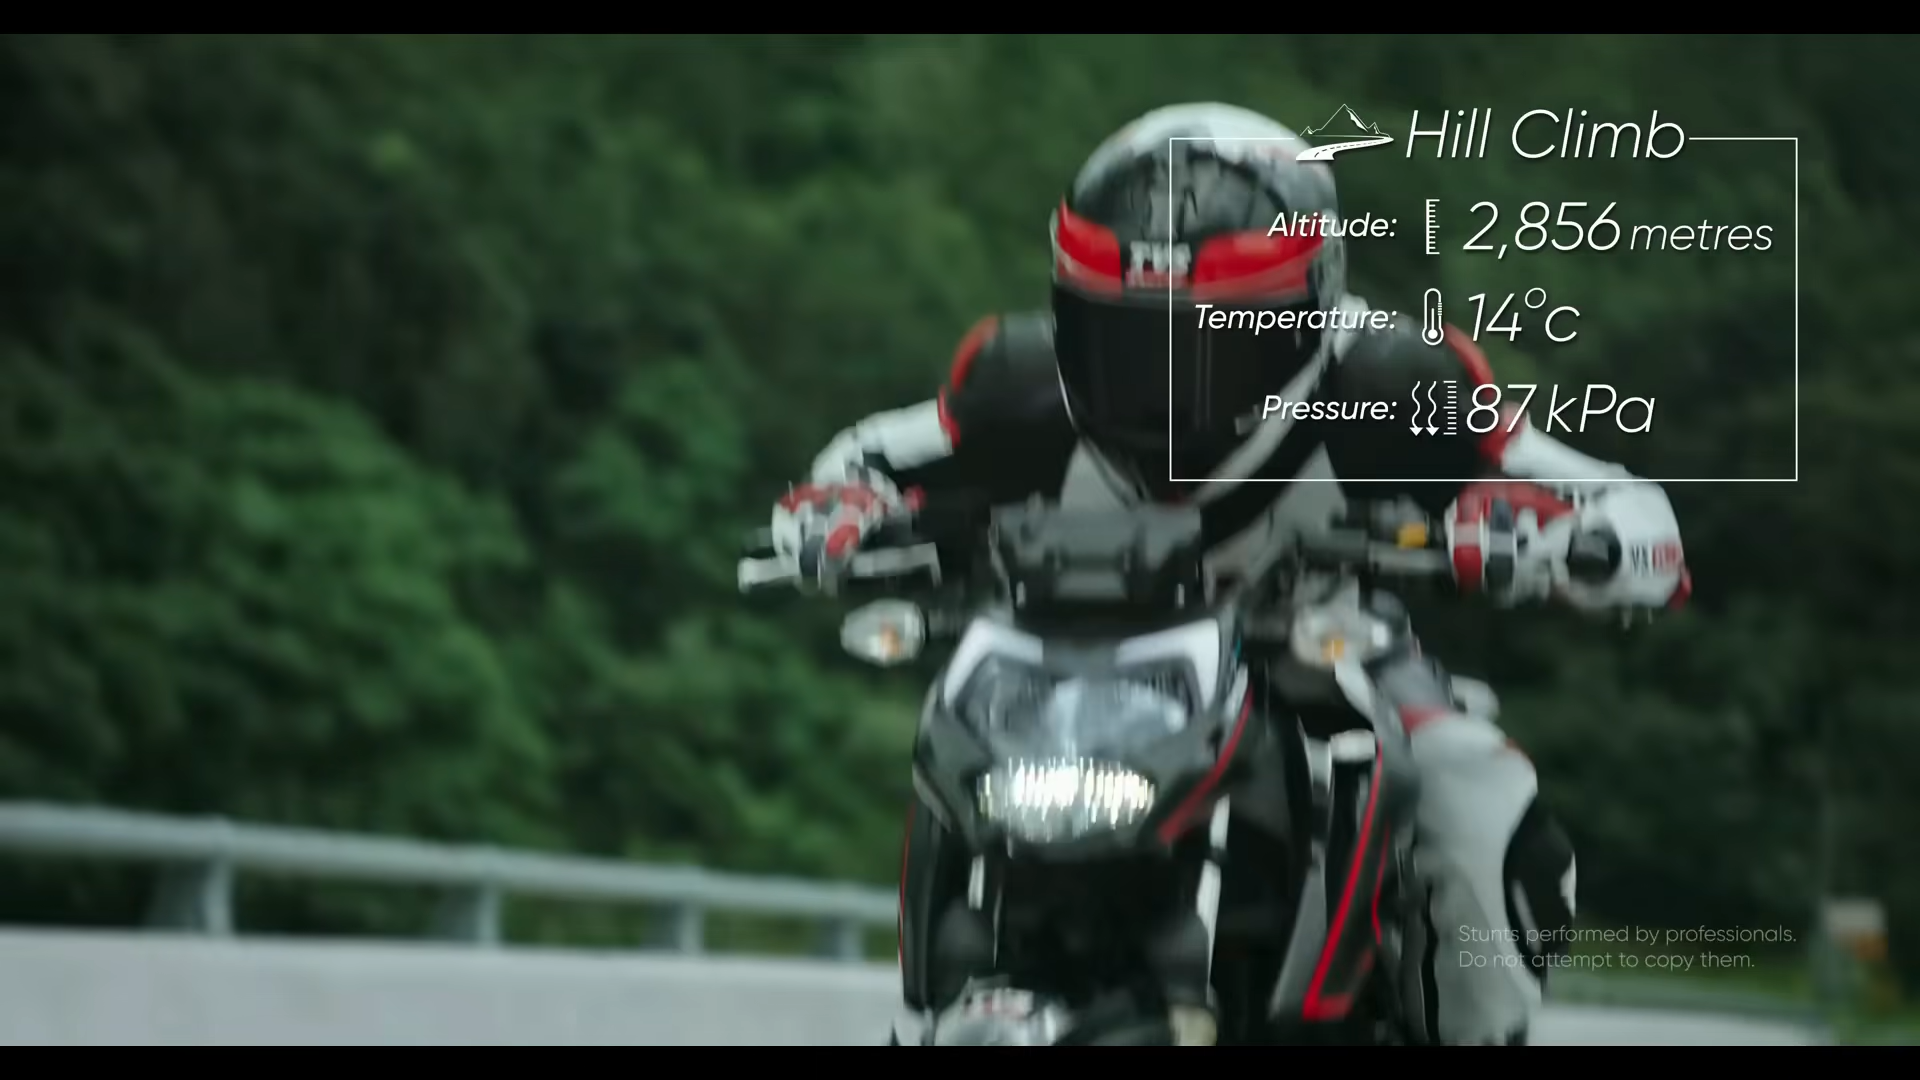 Hill Climb
Altitude: 2,856 metres
Temperature: 14°C
Pressure: 87 kPa
TVS
Stunts performed by professionals.
Do not attempt to copy them.